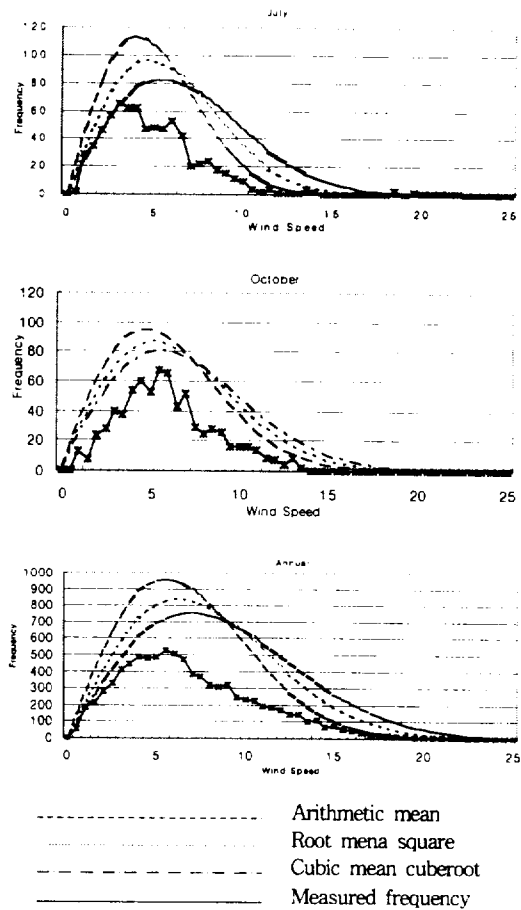 July
120
100
80
60
40
20
0
Frequency
0 5 10 15 20 25
Wind Speed
October
120
100
80
60
40
20
0
Frequency
0 5 10 15 20 25
Wind Speed
Annual
1000
900
800
700
600
500
400
300
200
100
0
Frequency
0 5 10 15 20 25
Wind Speed
Arithmetic mean
Root mena square
Cubic mean cuberoot
Measured frequency